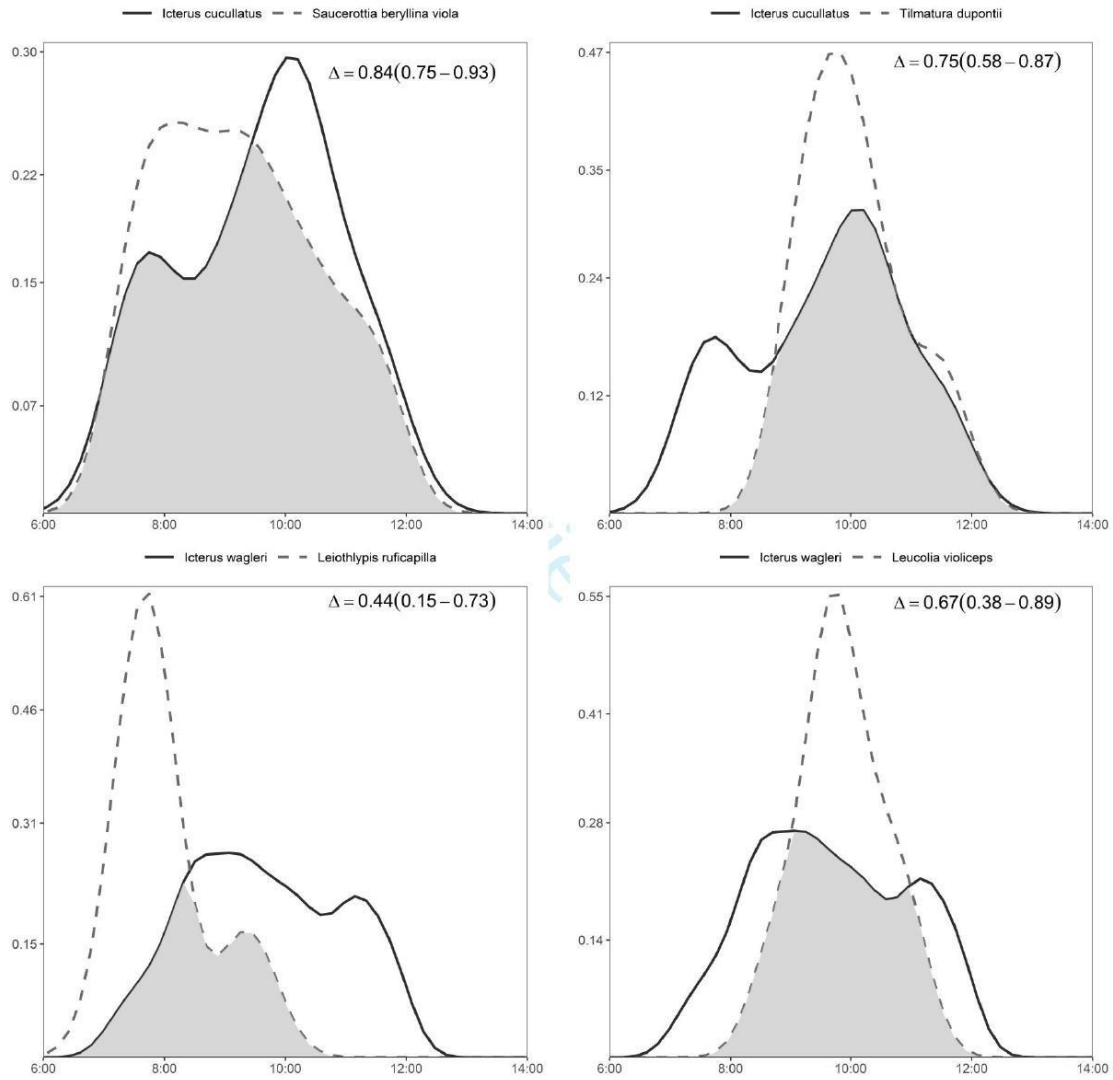 Icterus cucullatus Saucerottia beryllina viola
Δ = 0.84(0.75 – 0.93)
0.30
0.22
0.15
0.07
6:00 8:00 10:00 12:00 14:00
Icterus cucullatus Tilmatura dupontii
Δ = 0.75(0.58 – 0.87)
0.47
0.35
0.24
0.12
6:00 8:00 10:00 12:00 14:00
Icterus wagleri Leiothlypis ruficapilla
Δ = 0.44(0.15 – 0.73)
0.61
0.46
0.31
0.15
6:00 8:00 10:00 12:00 14:00
Icterus wagleri Leucolia violiceps
Δ = 0.67(0.38 – 0.89)
0.55
0.41
0.28
0.14
6:00 8:00 10:00 12:00 14:00